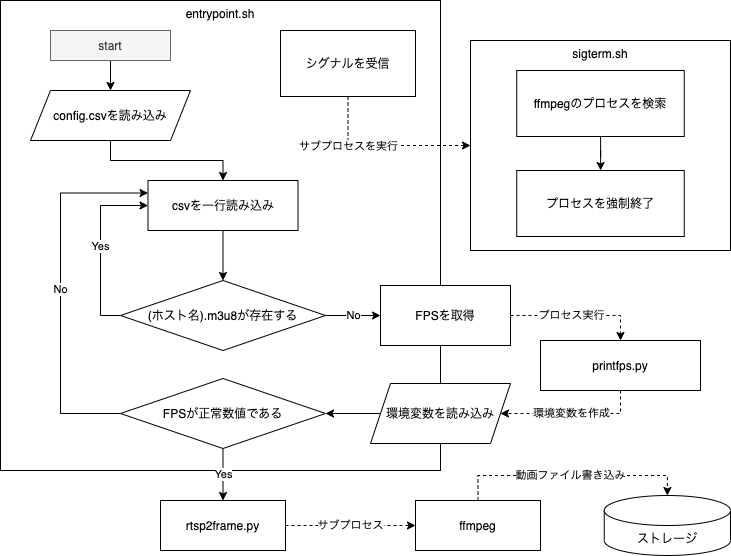 entrypoint.sh
start
シグナルを受信
sigterm.sh
config.csvを読み込み
ffmpegのプロセスを検索
サブプロセスを実行
csvを一行読み込み
プロセスを強制終了
Yes
No
(ホスト名).m3u8が存在する
No
FPSを取得
プロセス実行
printfps.py
FPSが正常数値である
環境変数を読み込み
環境変数を作成
Yes
動画ファイル書き込み
rtsp2frame.py
サブプロセス
ffmpeg
ストレージ